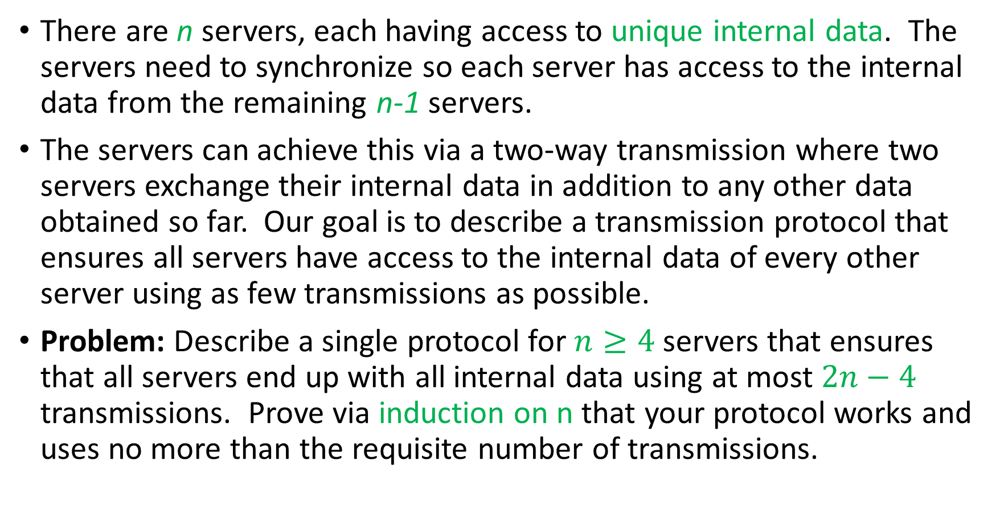 • There are n servers, each having access to unique internal data. The
servers need to synchronize so each server has access to the internal
data from the remaining n-1 servers.
• The servers can achieve this via a two-way transmission where two
servers exchange their internal data in addition to any other data
obtained so far. Our goal is to describe a transmission protocol that
ensures all servers have access to the internal data of every other
server using as few transmissions as possible.
• Problem: Describe a single protocol for n ≥ 4 servers that ensures
that all servers end up with all internal data using at most 2n − 4
transmissions. Prove via induction on n that your protocol works and
uses no more than the requisite number of transmissions.